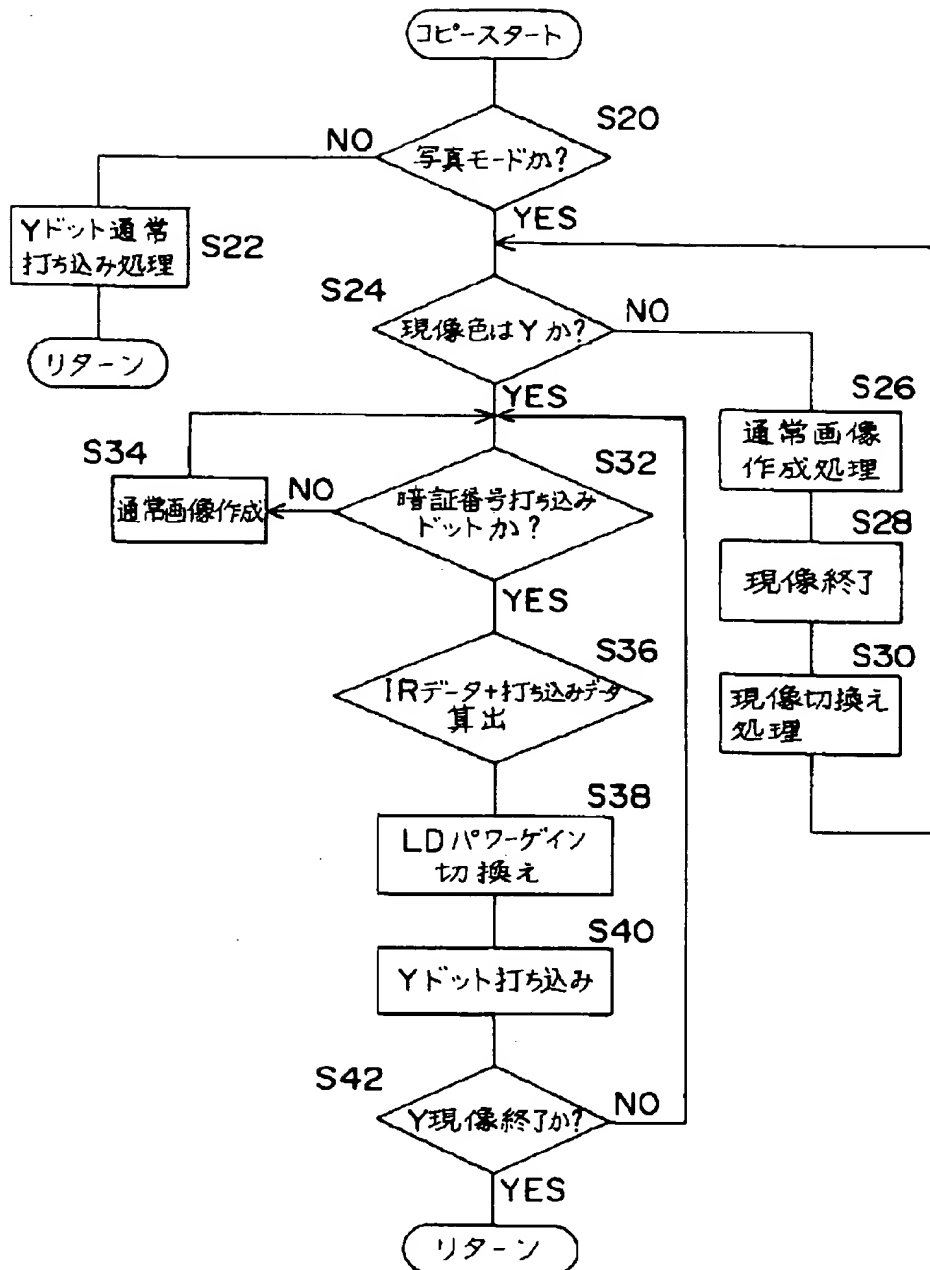 コピースタート
S20
NO
写真モードか?
YES
Yドット通常
打ち込み処理
S22
リターン
S24
NO
現像色はYか?
YES
S26
通常画像
作成処理
S34
S32
NO
通常画像作成
暗証番号打ち込み
ドットか?
YES
S28
現像終了
S30
現像切換え
処理
S36
IRデータ+打ち込みデータ
算出
S38
LDパワーゲイン
切換え
S40
Yドット打ち込み
S42
NO
Y現像終了か?
YES
リターン